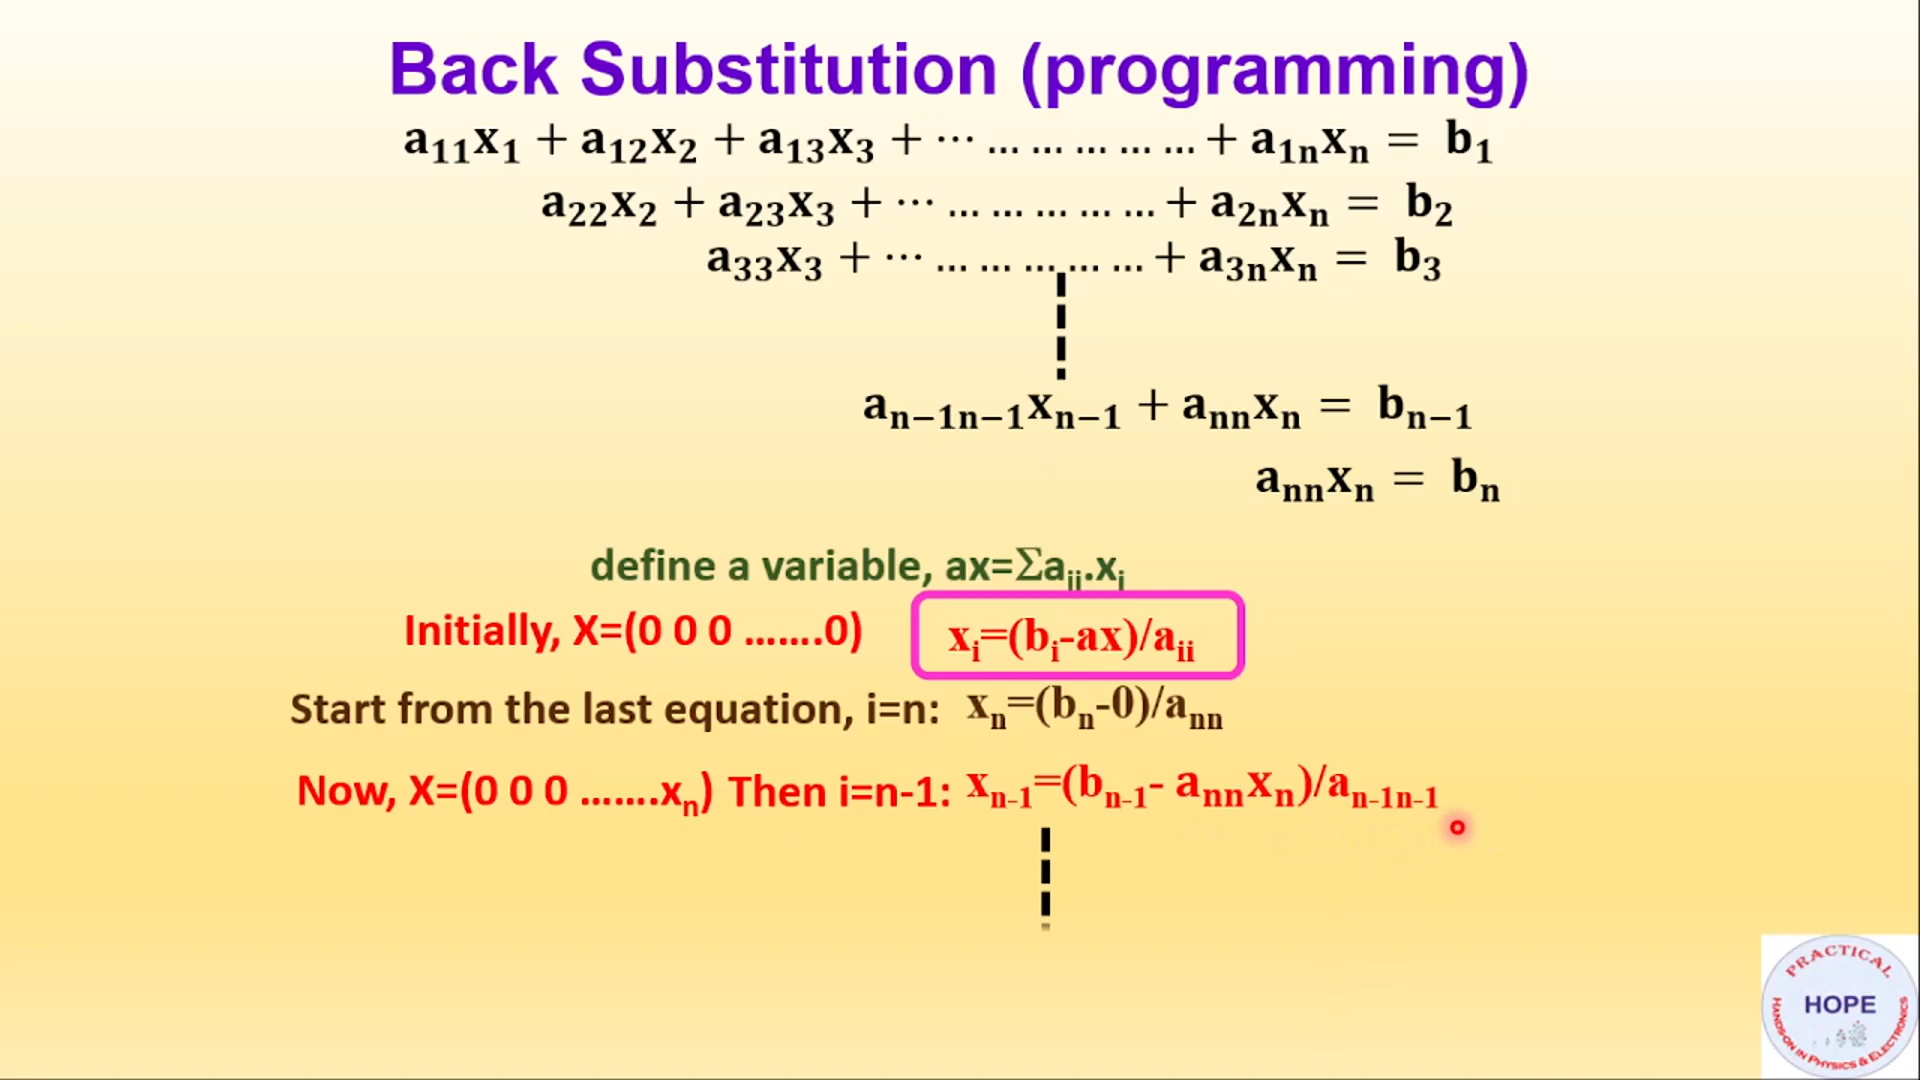 Back Substitution (programming)
a₁₁x₁ + a₁₂x₂ + a₁₃x₃ + ⋯ … … … … … + a₁ₙxₙ = b₁
a₂₂x₂ + a₂₃x₃ + ⋯ … … … … … + a₂ₙxₙ = b₂
a₃₃x₃ + ⋯ … … … … … + a₃ₙxₙ = b₃
aₙ₋₁ₙ₋₁xₙ₋₁ + aₙₙxₙ = bₙ₋₁
aₙₙxₙ = bₙ
define a variable, ax=Σaᵢⱼ.xⱼ
Initially, X=(0 0 0 …….0) xᵢ=(bᵢ-ax)/aᵢᵢ
Start from the last equation, i=n: xₙ=(bₙ-0)/aₙₙ
Now, X=(0 0 0 …….xₙ) Then i=n-1: xₙ₋₁=(bₙ₋₁- aₙₙxₙ)/aₙ₋₁ₙ₋₁
PRACTICAL
HOPE
HANDS ON IN PHYSICS & ELECTRONICS